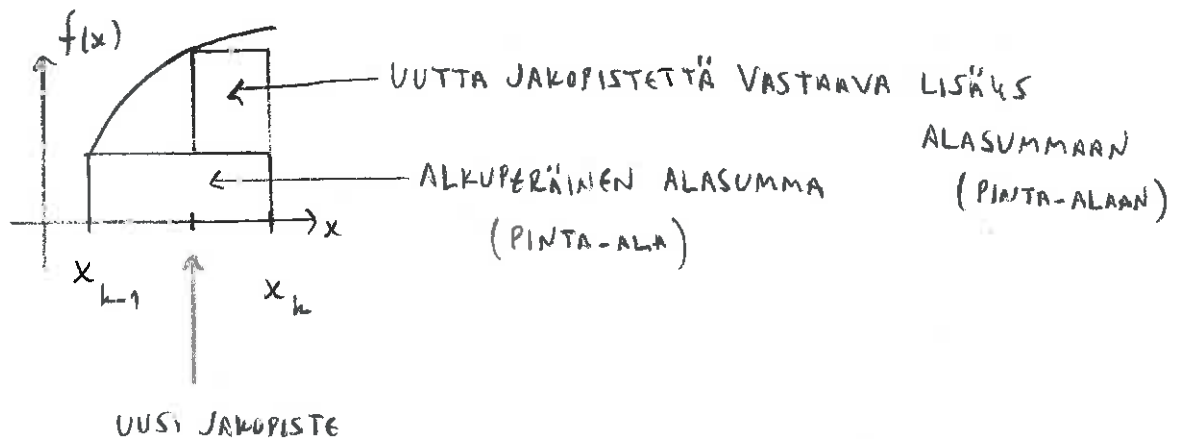 f(x)
UUTTA JAKOPISTETTÄ VASTAAVA LISÄYS
ALASUMMAAN
(PINTA-ALAAN)
ALKUPERÄINEN ALASUMMA
(PINTA-ALA)
x
x_{k-1}
x_k
UUSI JAKOPISTE